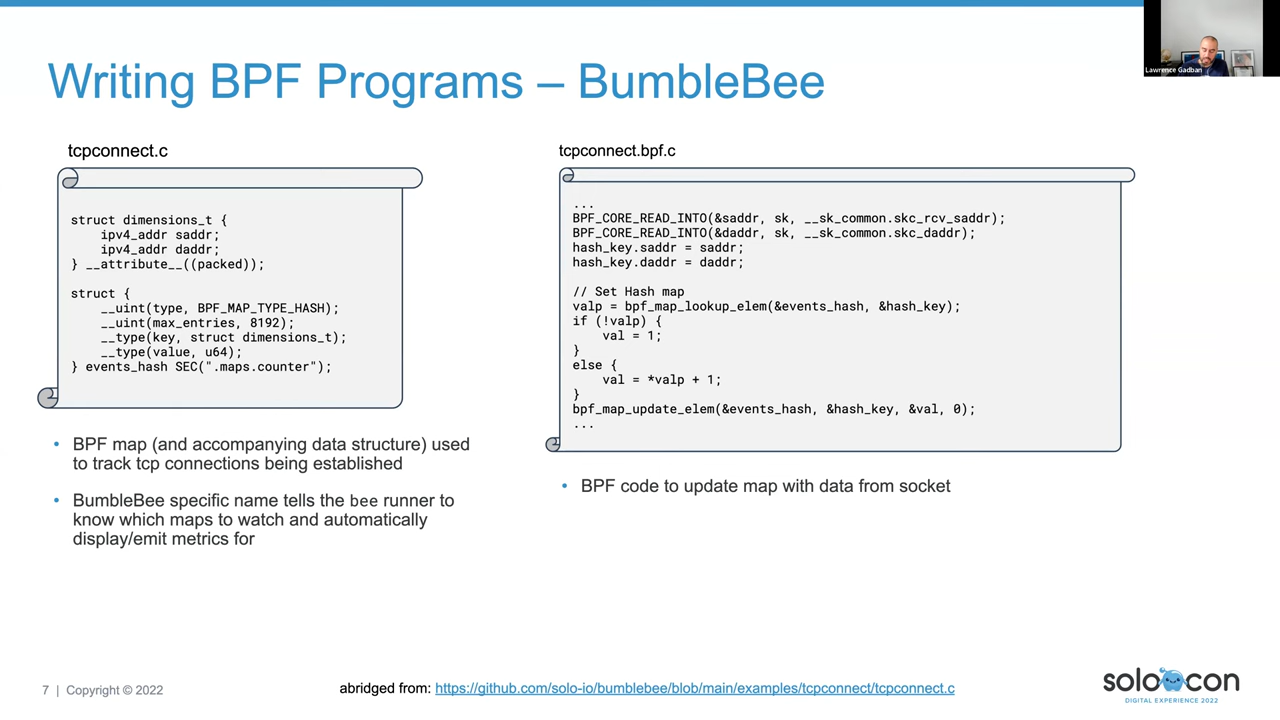 Lawrence Gadban
Writing BPF Programs – BumbleBee
tcpconnect.c
struct dimensions_t {
    ipv4_addr saddr;
    ipv4_addr daddr;
} __attribute__((packed));
struct {
    __uint(type, BPF_MAP_TYPE_HASH);
    __uint(max_entries, 8192);
    __type(key, struct dimensions_t);
    __type(value, u64);
} events_hash SEC(".maps.counter");
• BPF map (and accompanying data structure) used
to track tcp connections being established
• BumbleBee specific name tells the bee runner to
know which maps to watch and automatically
display/emit metrics for
tcpconnect.bpf.c
...
BPF_CORE_READ_INTO(&saddr, sk, __sk_common.skc_rcv_saddr);
BPF_CORE_READ_INTO(&daddr, sk, __sk_common.skc_daddr);
hash_key.saddr = saddr;
hash_key.daddr = daddr;
// Set Hash map
valp = bpf_map_lookup_elem(&events_hash, &hash_key);
if (!valp) {
    val = 1;
}
else {
    val = *valp + 1;
}
bpf_map_update_elem(&events_hash, &hash_key, &val, 0);
...
• BPF code to update map with data from socket
7 | Copyright © 2022
abridged from: https://github.com/solo-io/bumblebee/blob/main/examples/tcpconnect/tcpconnect.c
solo con
DIGITAL EXPERIENCE 2022